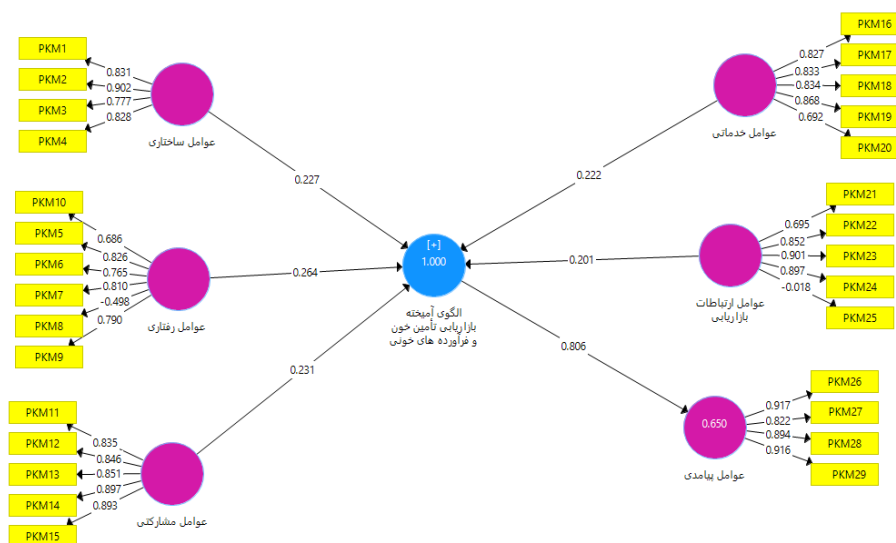 PKM1
PKM2
PKM3
PKM4
0.831
0.902
0.777
0.828
عوامل ساختاری
0.227
PKM10
PKM5
PKM6
PKM7
PKM8
PKM9
0.686
0.826
0.765
0.810
-0.498
0.790
عوامل رفتاری
0.264
PKM11
PKM12
PKM13
PKM14
PKM15
0.835
0.846
0.851
0.897
0.893
عوامل مشارکتی
0.231
[+]
1.000
الگوی آمیخته
بازاریابی تأمین خون
و فرآورده های خونی
PKM16
PKM17
PKM18
PKM19
PKM20
0.827
0.833
0.834
0.868
0.692
عوامل خدماتی
0.222
PKM21
PKM22
PKM23
PKM24
PKM25
0.695
0.852
0.901
0.897
-0.018
عوامل ارتباطات
بازاریابی
0.201
0.806
PKM26
PKM27
PKM28
PKM29
0.917
0.822
0.894
0.916
0.650
عوامل پیامدی